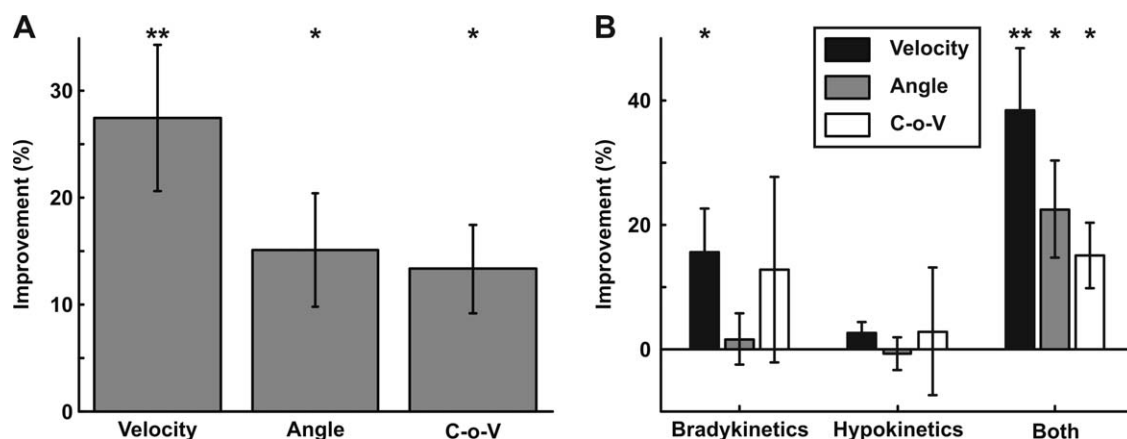 A
** * *
Improvement (%)
30
20
10
0
Velocity Angle C-o-V
B
* ** * *
Velocity
Angle
C-o-V
Improvement (%)
40
20
0
Bradykinetics Hypokinetics Both